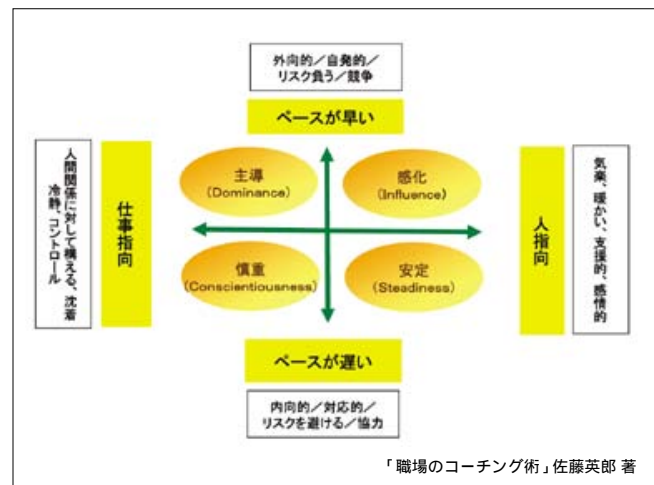 外向的／自発的／
リスク負う／競争
ペースが早い
人間関係に対して構える、沈着
冷静、コントロール
仕事指向
主導
(Dominance)
感化
(Influence)
慎重
(Conscientiousness)
安定
(Steadiness)
人指向
気楽、暖かい、支援的、感情的
ペースが遅い
内向的／対応的／
リスクを避ける／協力
「職場のコーチング術」佐藤英郎 著